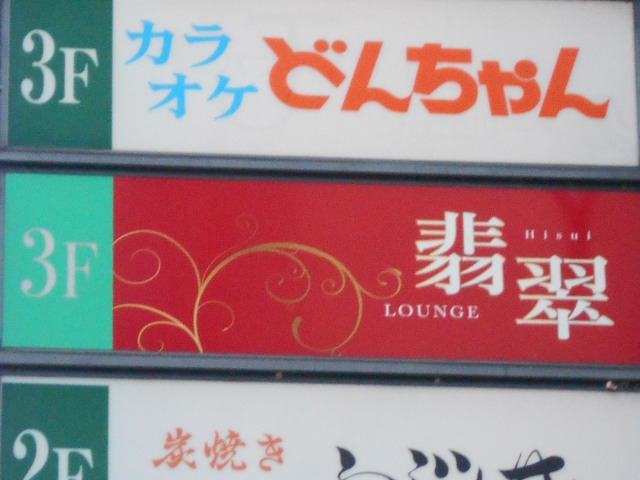 3F
カラオケ
どんちゃん
3F
翡翠
Hisui
LOUNGE
2F
炭焼き